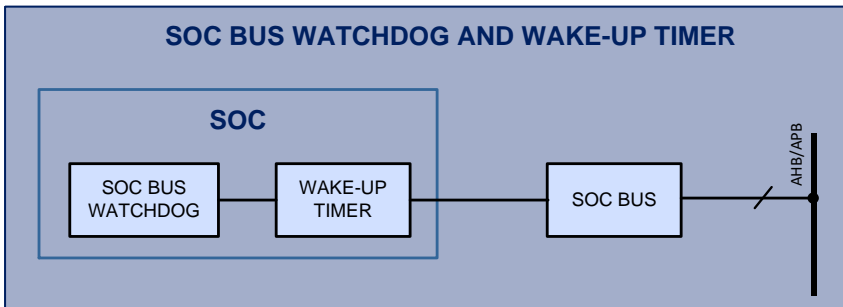 SOC BUS WATCHDOG AND WAKE-UP TIMER
SOC
SOC BUS
WATCHDOG
WAKE-UP
TIMER
SOC BUS
AHB/APB